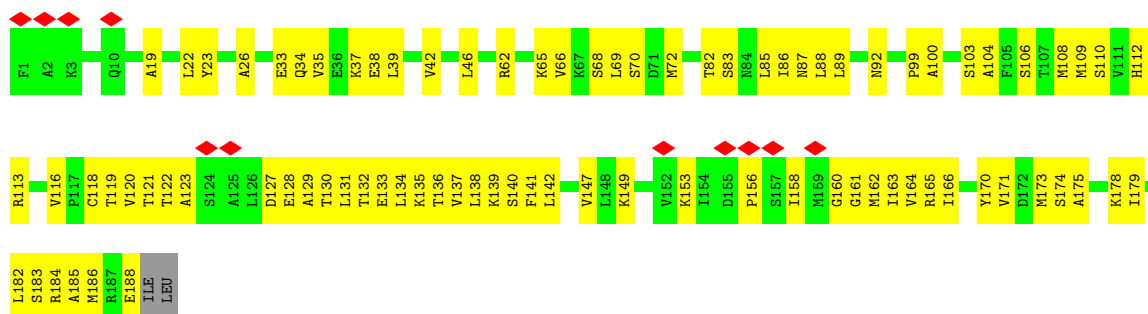 F1 A2 K3 Q10 A19 L22 Y23 A26 E33 Q34 V35 E36 K37 E38 L39 V42 L46 R62 K65 V66 K67 S68 L69 S70 D71 M72 T82 S83 N84 L85 I86 N87 L88 L89 N92 P99 A100 S103 A104 F105 S106 T107 M108 M109 S110 V111 H112
R113 V116 P117 C118 T119 V120 T121 T122 A123 S124 A125 L126 D127 E128 A129 T130 L131 T132 E133 L134 K135 T136 V137 L138 K139 S140 F141 L142 V147 L148 K149 V152 K153 I154 D155 P156 S157 I158 M159 G160 G161 M162 I163 V164 R165 I166 Y170 V171 D172 M173 S174 A175 K178 I179
L182 S183 R184 A185 M186 R187 E188 ILE LEU